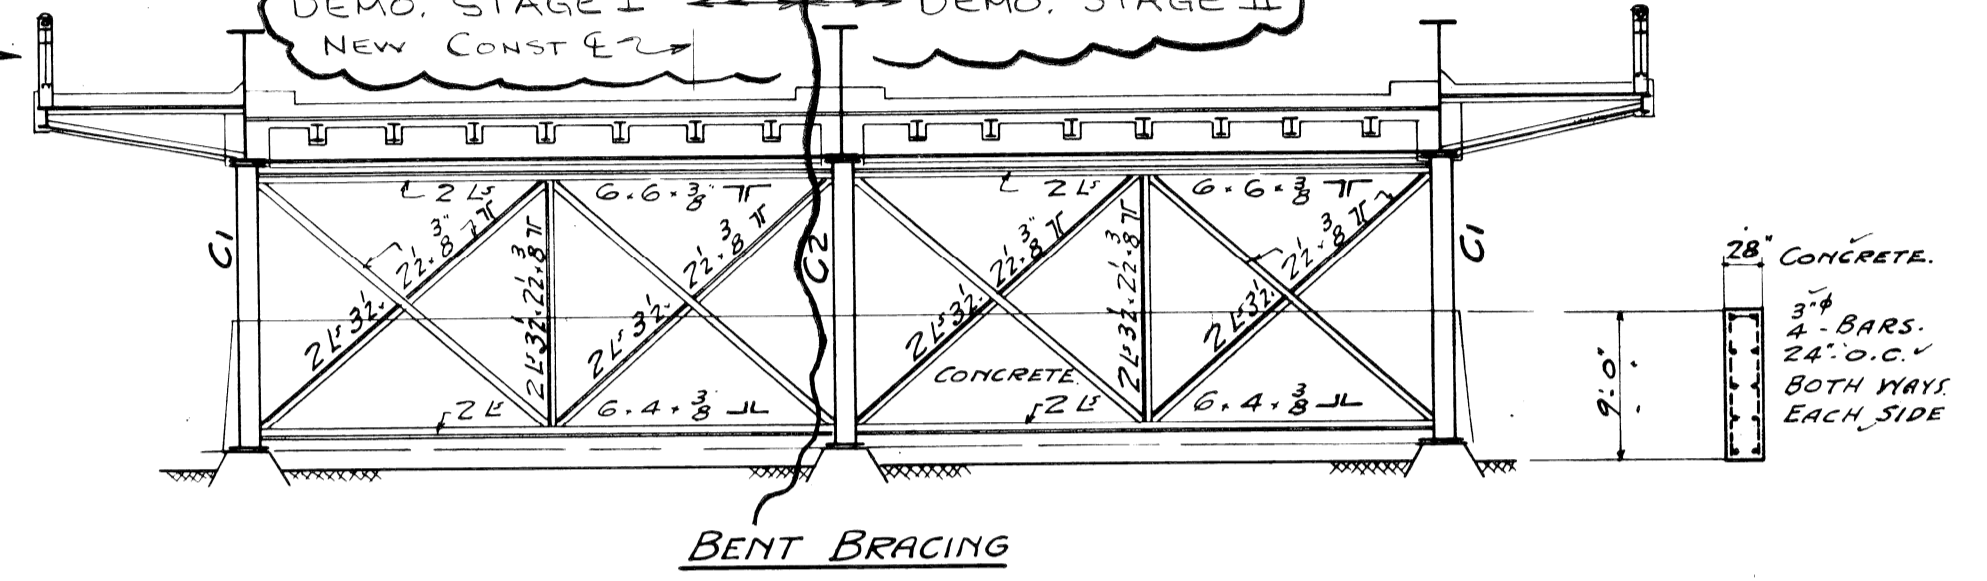 DEMO. STAGE I DEMO. STAGE II
NEW CONST ℄
2 Ls 6 × 6 × 3/8"
2 Ls 6 × 6 × 3/8
C1
2 Ls 3 1/2 × 2 1/2 × 3/8"
2 Ls 3 1/2 × 2 1/2 × 3/8
2 Ls 3 1/2 × 2 1/2 × 3/8
C2
2 Ls 3 1/2 × 2 1/2 × 3/8"
2 Ls 3 1/2 × 2 1/2 × 3/8
2 Ls 3 1/2 × 2 1/2 × 3/8
C1
2 Ls 6 × 4 × 3/8
CONCRETE
2 Ls 6 × 4 × 3/8
28" CONCRETE.
9'-0"
4 - BARS.
24" O.C.
BOTH WAYS.
EACH SIDE
BENT BRACING